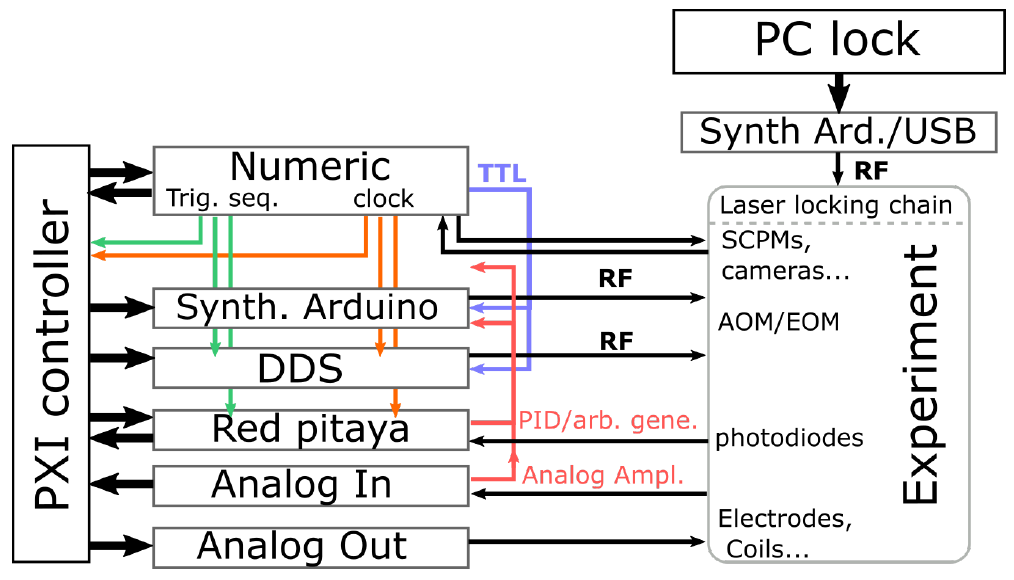 PC lock
Synth Ard./USB
RF
PXI controller
Numeric
Trig. seq. clock
TTL
Laser locking chain
SCPMs,
cameras...
Experiment
Synth. Arduino
RF
AOM/EOM
DDS
RF
Red pitaya
PID/arb. gene.
photodiodes
Analog In
Analog Ampl.
Electrodes,
Coils...
Analog Out